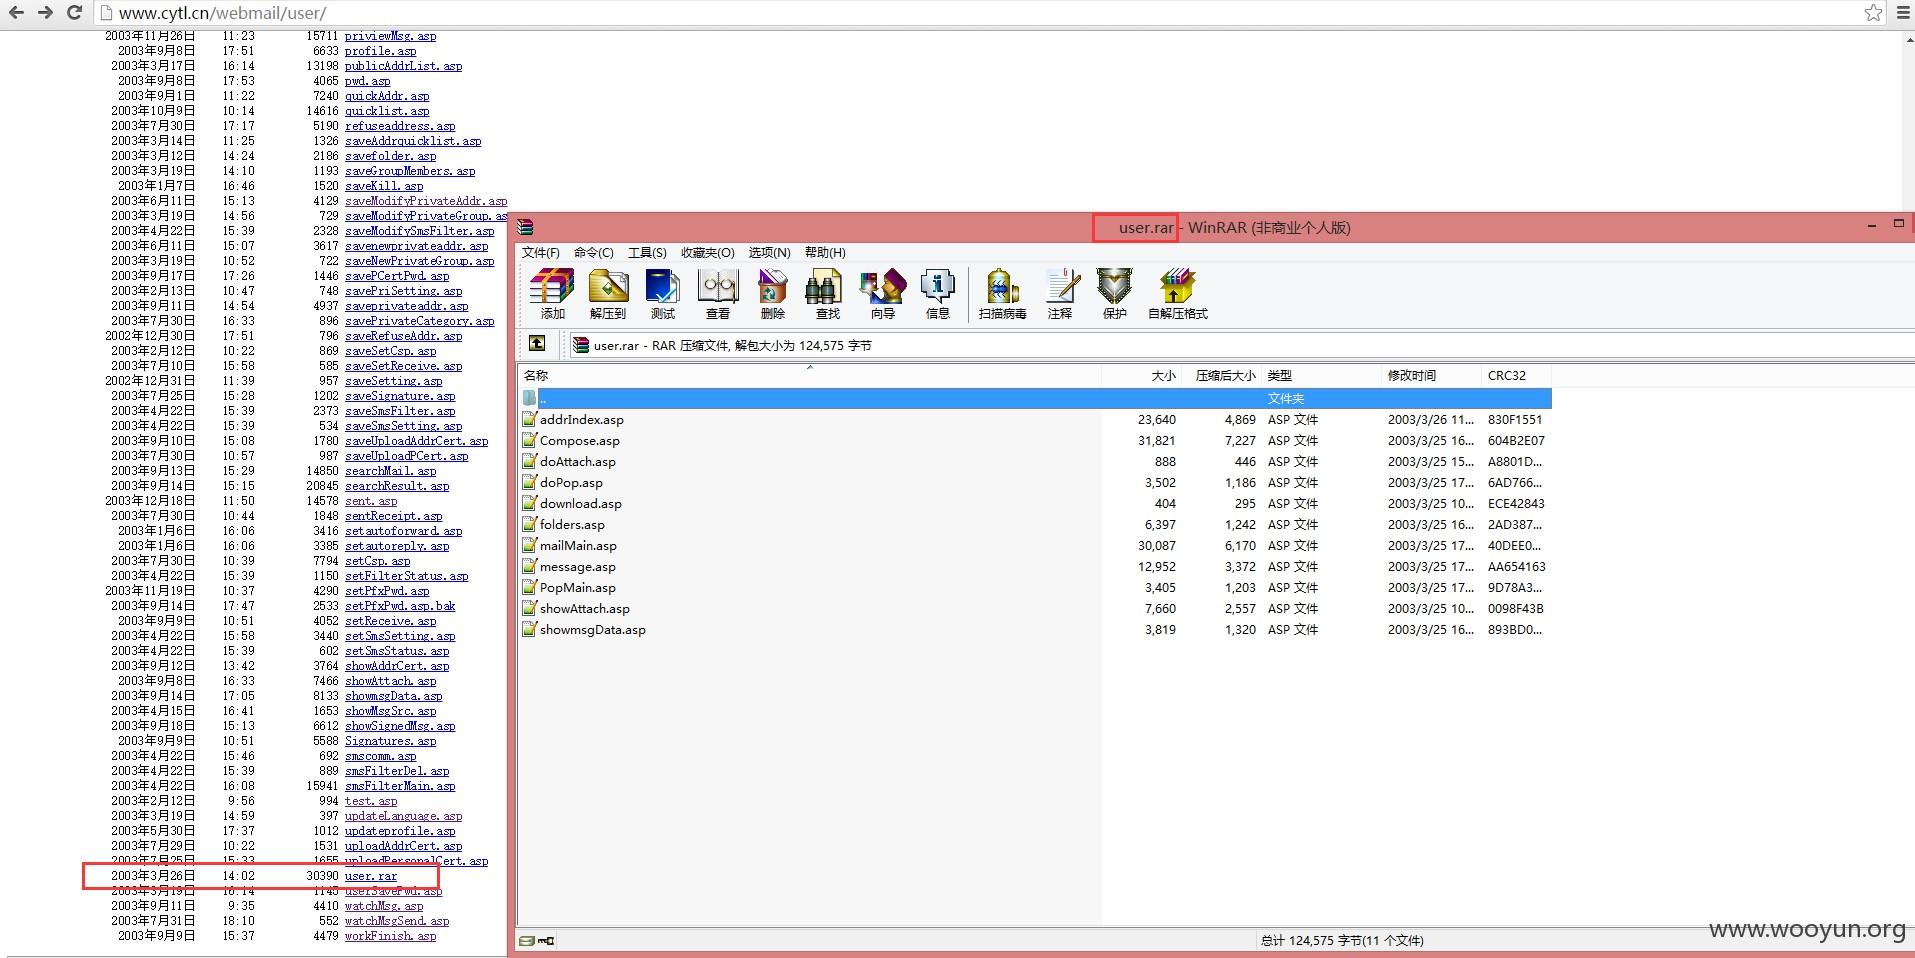 www.cytl.cn/webmail/user/
2003年11月26日 11:23 15711 priviewMsg.asp
2003年9月8日 17:51 6633 profile.asp
2003年3月17日 16:14 13198 publicAddrList.asp
2003年9月8日 17:53 4065 pwd.asp
2003年9月1日 11:22 7240 quickAddr.asp
2003年10月9日 10:14 14616 quicklist.asp
2003年7月30日 17:17 5190 refuseaddress.asp
2003年3月14日 11:25 1326 saveAddrquicklist.asp
2003年3月12日 14:24 2186 savefolder.asp
2003年3月19日 14:10 1193 saveGroupMembers.asp
2003年1月7日 16:46 1520 saveKill.asp
2003年6月11日 15:13 4129 saveModifyPrivateAddr.asp
2003年3月19日 14:56 729 saveModifyPrivateGroup.as
2003年4月22日 15:39 2328 saveModifySmsFilter.asp
2003年6月11日 15:07 3617 savenewprivateaddr.asp
2003年3月19日 10:52 722 saveNewPrivateGroup.asp
2003年9月17日 17:26 1446 savePCertPwd.asp
2003年2月13日 10:47 748 savePriSetting.asp
2003年9月11日 14:54 4937 saveprivateaddr.asp
2003年7月30日 16:33 896 savePrivateCategory.asp
2002年12月30日 17:51 796 saveRefuseAddr.asp
2003年2月12日 10:22 869 saveSetCsp.asp
2003年7月10日 15:58 585 saveSetReceive.asp
2002年12月31日 11:39 957 saveSetting.asp
2003年7月25日 15:28 1202 saveSignature.asp
2003年4月22日 15:39 2373 saveSmsFilter.asp
2003年4月22日 15:39 534 saveSmsSetting.asp
2003年9月10日 15:08 1780 saveUploadAddrCert.asp
2003年7月30日 10:57 987 saveUploadPCert.asp
2003年9月13日 15:29 14850 searchMail.asp
2003年9月14日 15:15 20845 searchResult.asp
2003年12月18日 11:50 14578 sent.asp
2003年7月30日 10:44 1848 sentReceipt.asp
2003年1月6日 16:06 3416 setautoforward.asp
2003年1月6日 16:06 3385 setautoreply.asp
2003年7月30日 10:39 7794 setCsp.asp
2003年4月22日 15:39 1150 setFilterStatus.asp
2003年11月19日 10:37 4290 setPfxPwd.asp
2003年9月14日 17:47 2533 setPfxPwd.asp.bak
2003年9月9日 10:51 4052 setReceive.asp
2003年4月22日 15:58 3440 setSmsSetting.asp
2003年4月22日 15:39 602 setSmsStatus.asp
2003年9月12日 13:42 3764 showAddrCert.asp
2003年9月8日 16:33 7466 showAttach.asp
2003年9月14日 17:05 8133 showmsgData.asp
2003年4月15日 16:41 1653 showMsgSrc.asp
2003年9月18日 15:13 6612 showSignedMsg.asp
2003年9月9日 10:51 5588 Signatures.asp
2003年4月22日 15:46 692 smscomm.asp
2003年4月22日 15:39 889 smsFilterDel.asp
2003年4月22日 16:08 15941 smsFilterMain.asp
2003年2月12日 9:56 994 test.asp
2003年3月19日 14:59 397 updateLanguage.asp
2003年5月30日 17:37 1012 updateprofile.asp
2003年7月29日 10:22 1531 uploadAddrCert.asp
2003年7月25日 15:33 1655 uploadPersonalCert.asp
2003年3月26日 14:02 30390 user.rar
2003年3月19日 16:14 1145 userSavePwd.asp
2003年9月11日 9:35 4410 watchMsg.asp
2003年7月31日 18:10 552 watchMsgSend.asp
2003年9月9日 15:37 4479 workFinish.asp
user.rar - WinRAR (非商业个人版)
文件(F) 命令(C) 工具(S) 收藏夹(O) 选项(N) 帮助(H)
添加 解压到 测试 查看 删除 查找 向导 信息 扫描病毒 注释 保护 自解压格式
user.rar - RAR 压缩文件, 解包大小为 124,575 字节
名称 大小 压缩后大小 类型 修改时间 CRC32
.. 文件夹
addrIndex.asp 23,640 4,869 ASP 文件 2003/3/26 11... 830F1551
Compose.asp 31,821 7,227 ASP 文件 2003/3/25 16... 604B2E07
doAttach.asp 888 446 ASP 文件 2003/3/25 15... A8801D...
doPop.asp 3,502 1,186 ASP 文件 2003/3/25 17... 6AD766...
download.asp 404 295 ASP 文件 2003/3/25 10... ECE42843
folders.asp 6,397 1,242 ASP 文件 2003/3/25 16... 2AD387...
mailMain.asp 30,087 6,170 ASP 文件 2003/3/25 17... 40DEE0...
message.asp 12,952 3,372 ASP 文件 2003/3/25 17... AA654163
PopMain.asp 3,405 1,203 ASP 文件 2003/3/25 17... 9D78A3...
showAttach.asp 7,660 2,557 ASP 文件 2003/3/25 10... 0098F43B
showmsgData.asp 3,819 1,320 ASP 文件 2003/3/25 16... 893BD0...
总计 124,575 字节(11 个文件)
www.wooyun.org